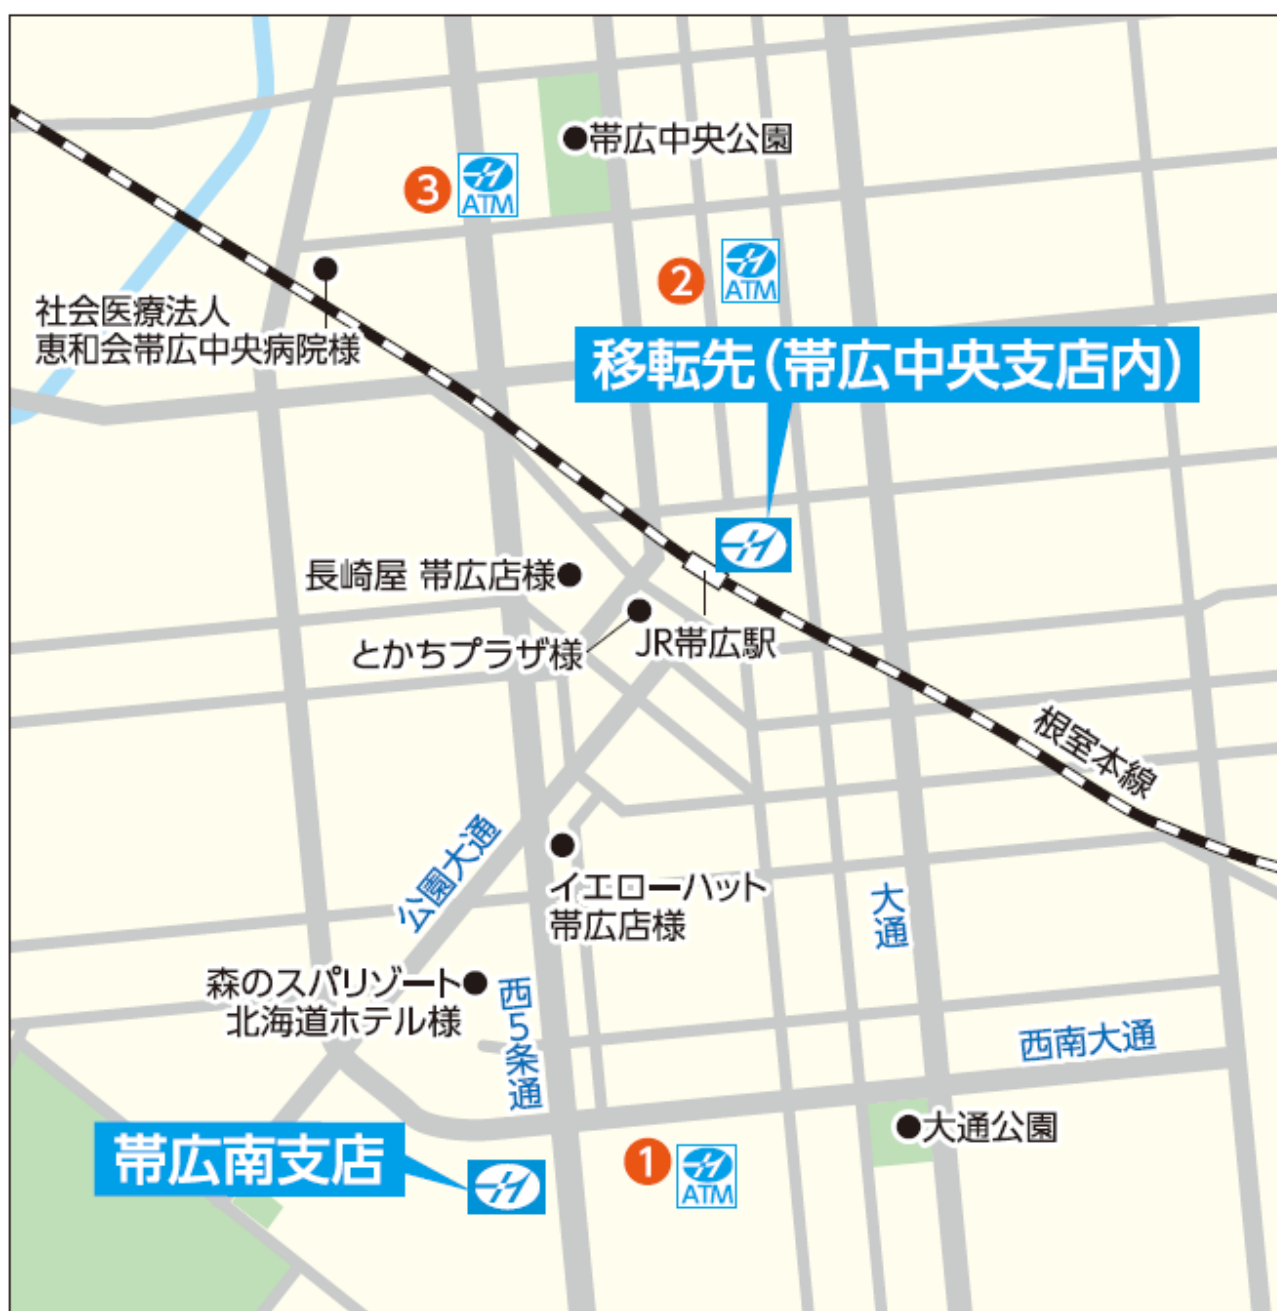 帯広中央公園
3
ATM
2
ATM
社会医療法人
恵和会帯広中央病院様
移転先(帯広中央支店内)
長崎屋 帯広店様
とかちプラザ様
JR帯広駅
根室本線
公園大通
イエローハット
帯広店様
大通
森のスパリゾート
北海道ホテル様
西5条通
西南大通
大通公園
帯広南支店
1
ATM